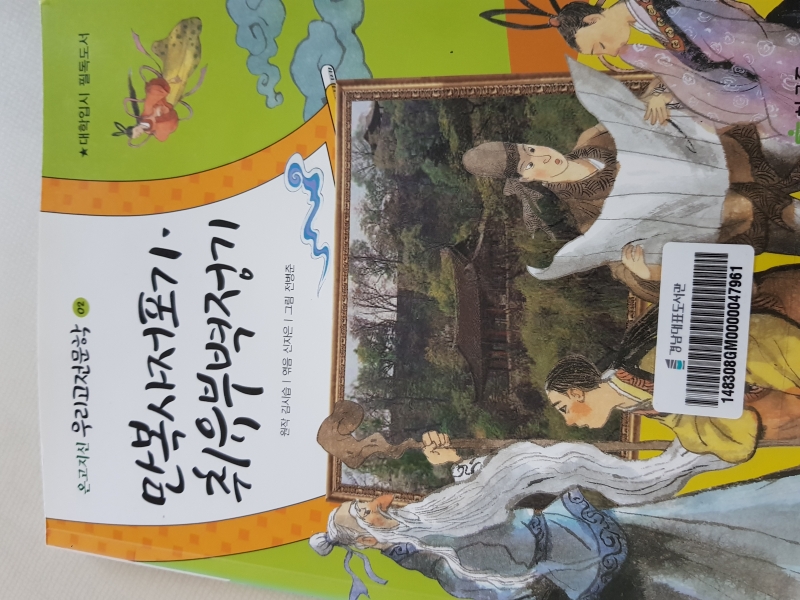 ★대학입시 필독도서
온고지신 우리고전문학 02
만복사저포기·
취유부벽정기
원작 김시습 | 엮음 신자은 | 그림 전병준
경남대표도서관
148308GM0000047961